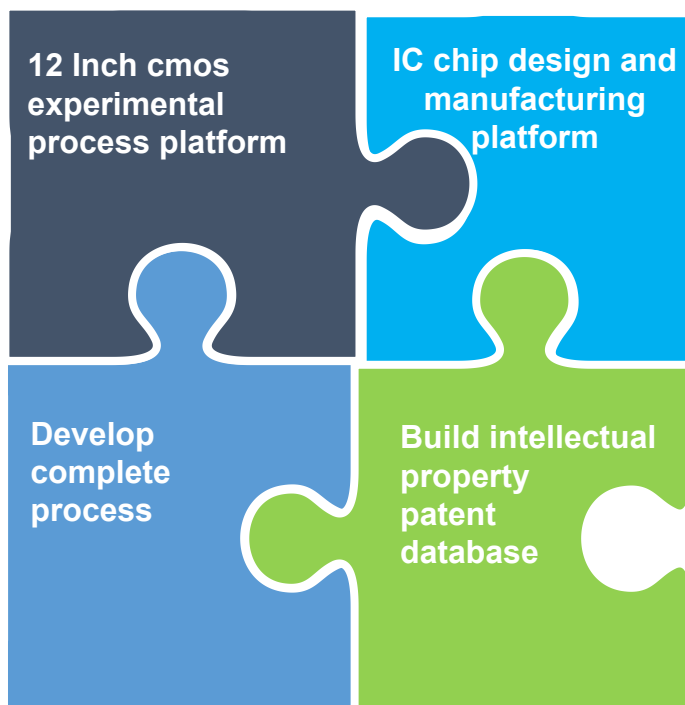 12 Inch cmos
experimental
process platform
IC chip design and
manufacturing
platform
Develop
complete
process
Build intellectual
property
patent
database